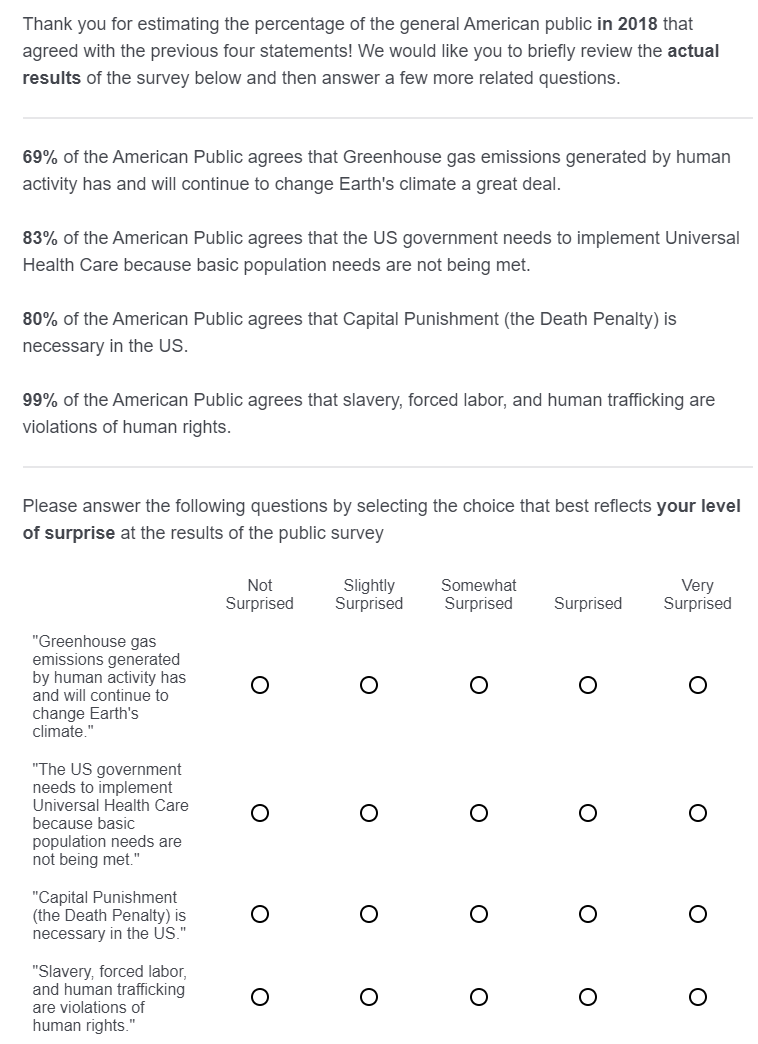 Thank you for estimating the percentage of the general American public in 2018 that
agreed with the previous four statements! We would like you to briefly review the actual
results of the survey below and then answer a few more related questions.
69% of the American Public agrees that Greenhouse gas emissions generated by human
activity has and will continue to change Earth's climate a great deal.
83% of the American Public agrees that the US government needs to implement Universal
Health Care because basic population needs are not being met.
80% of the American Public agrees that Capital Punishment (the Death Penalty) is
necessary in the US.
99% of the American Public agrees that slavery, forced labor, and human trafficking are
violations of human rights.
Please answer the following questions by selecting the choice that best reflects your level
of surprise at the results of the public survey
Not Slightly Somewhat Very
Surprised Surprised Surprised Surprised Surprised
"Greenhouse gas
emissions generated
by human activity has
and will continue to
change Earth's
climate."
"The US government
needs to implement
Universal Health Care
because basic
population needs are
not being met."
"Capital Punishment
(the Death Penalty) is
necessary in the US."
"Slavery, forced labor,
and human trafficking
are violations of
human rights."